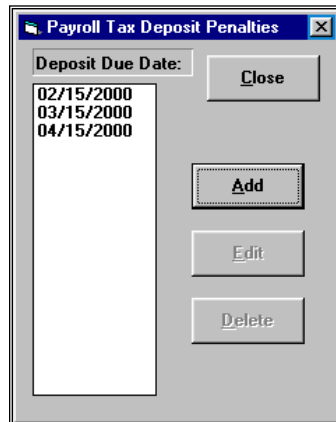 Payroll Tax Deposit Penalties
Deposit Due Date:
Close
02/15/2000
03/15/2000
04/15/2000
Add
Edit
Delete